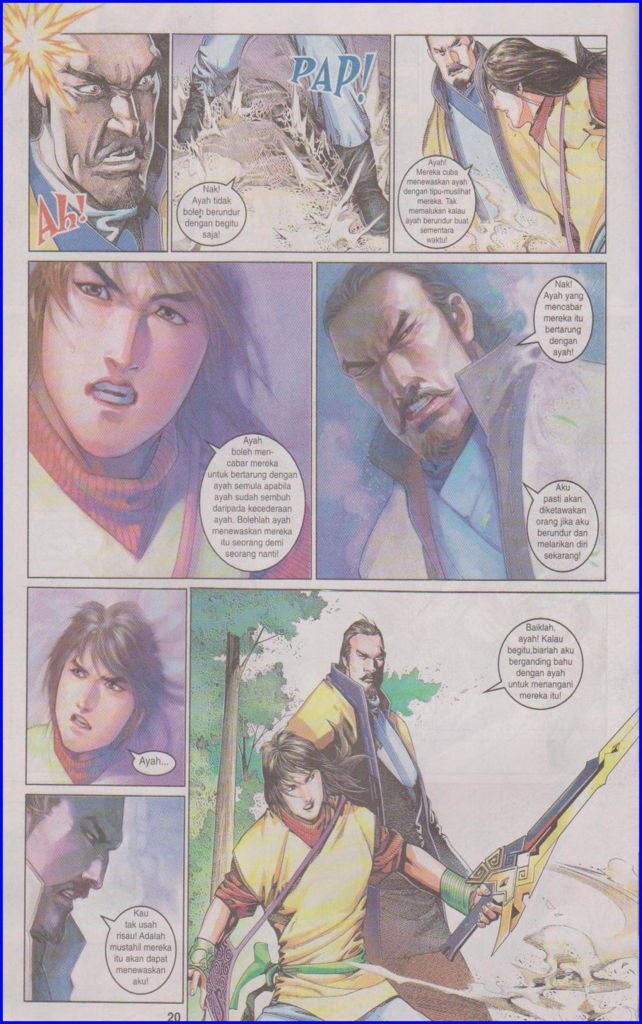 Ah!
PAP!
Nak!
Ayah tidak
boleh berundur
dengan begitu
saja!
Ayah!
Mereka cuba
menewaskan ayah
dengan tipu-muslihat
mereka. Tak
memalukan kalau
ayah berundur buat
sementara
waktu!
Ayah
boleh men-
cabar mereka
untuk bertarung dengan
ayah semula apabila
ayah sudah sembuh
daripada kecederaan
ayah. Bolehlah ayah
menewaskan mereka
itu seorang demi
seorang nanti!
Nak!
Ayah yang
mencabar
mereka itu
bertarung
dengan
ayah!
Aku
pasti akan
diketawakan
orang jika aku
berundur dan
melarikan diri
sekarang!
Ayah...
Kau
tak usah
risau! Adalah
mustahil mereka
itu akan dapat
menewaskan
aku!
Baiklah,
ayah! Kalau
begitu,biarlah aku
berganding bahu
dengan ayah
untuk menangani
mereka itu!
20